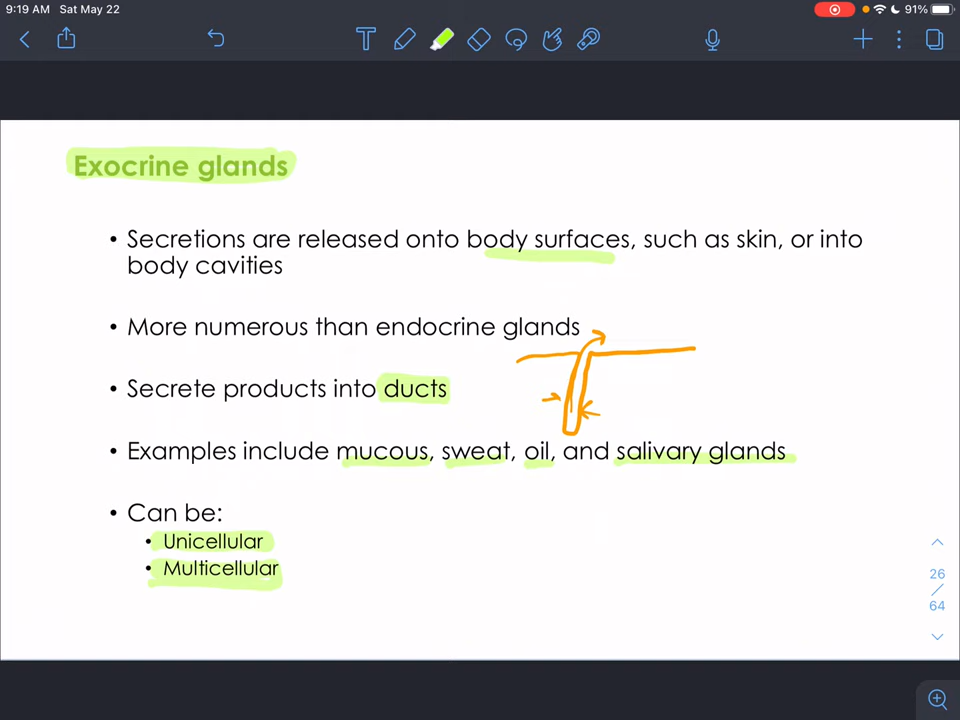 9:19 AM Sat May 22
91%
T
Exocrine glands
• Secretions are released onto body surfaces, such as skin, or into
body cavities
• More numerous than endocrine glands
• Secrete products into ducts
• Examples include mucous, sweat, oil, and salivary glands
• Can be:
• Unicellular
• Multicellular
26
/
64